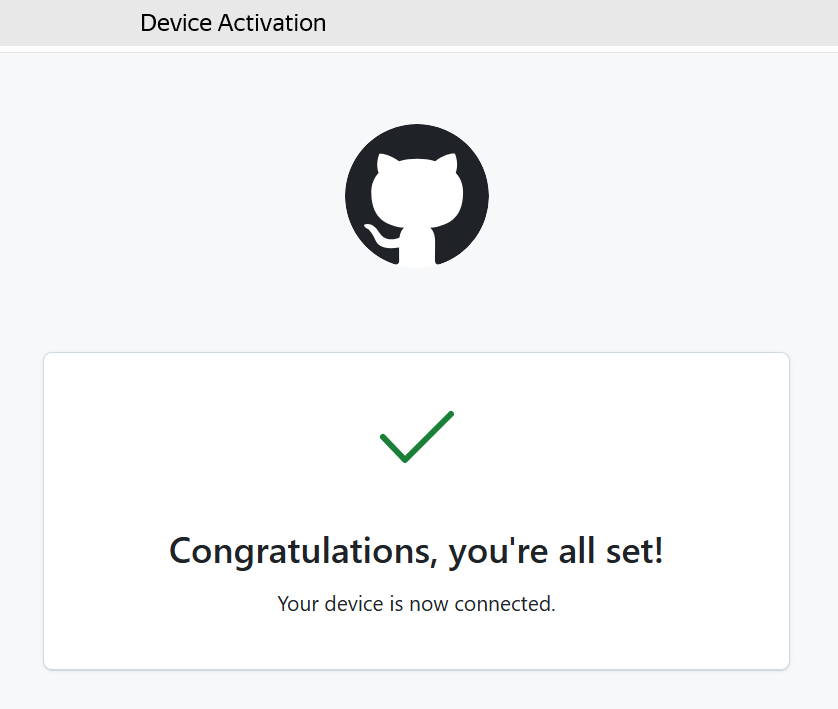 Device Activation
Congratulations, you're all set!
Your device is now connected.